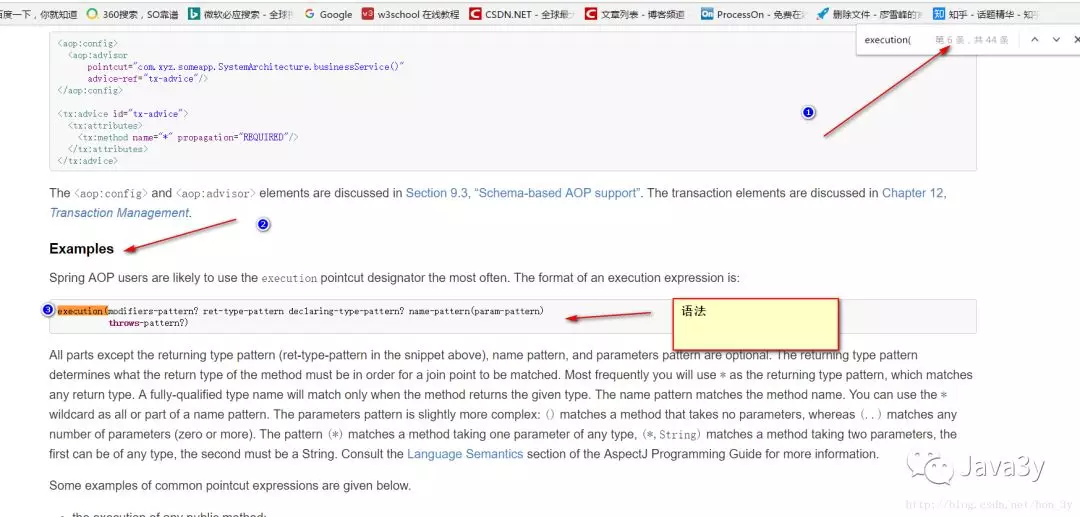 百度一下，你就知道 360搜索，SO靠谱 微软必应搜索 - 全球 Google w3school 在线教程 CSDN.NET - 全球最 文章列表 - 博客频道 ProcessOn - 免费在 删除文件 - 廖雪峰的 知乎 - 话题精华 - 知
execution( 第 6 条，共 44 条
<aop:config>
<aop:advisor
pointcut="com.xyz.someapp.SystemArchitecture.businessService()"
advice-ref="tx-advice"/>
</aop:config>
1
<tx:advice id="tx-advice">
<tx:attributes>
<tx:method name="*" propagation="REQUIRED"/>
</tx:attributes>
</tx:advice>
The <aop:config> and <aop:advisor> elements are discussed in Section 9.3, “Schema-based AOP support”. The transaction elements are discussed in Chapter 12,
Transaction Management.
2
Examples
Spring AOP users are likely to use the execution pointcut designator the most often. The format of an execution expression is:
3
execution(modifiers-pattern? ret-type-pattern declaring-type-pattern? name-pattern(param-pattern)
throws-pattern?)
语法
All parts except the returning type pattern (ret-type-pattern in the snippet above), name pattern, and parameters pattern are optional. The returning type pattern
determines what the return type of the method must be in order for a join point to be matched. Most frequently you will use * as the returning type pattern, which matches
any return type. A fully-qualified type name will match only when the method returns the given type. The name pattern matches the method name. You can use the *
wildcard as all or part of a name pattern. The parameters pattern is slightly more complex: () matches a method that takes no parameters, whereas (..) matches any
number of parameters (zero or more). The pattern (*) matches a method taking one parameter of any type, (*,String) matches a method taking two parameters, the
first can be of any type, the second must be a String. Consult the Language Semantics section of the AspectJ Programming Guide for more information.
Java3y
Some examples of common pointcut expressions are given below.
http://blog.csdn.net/hon_3y
the execution of any public method: